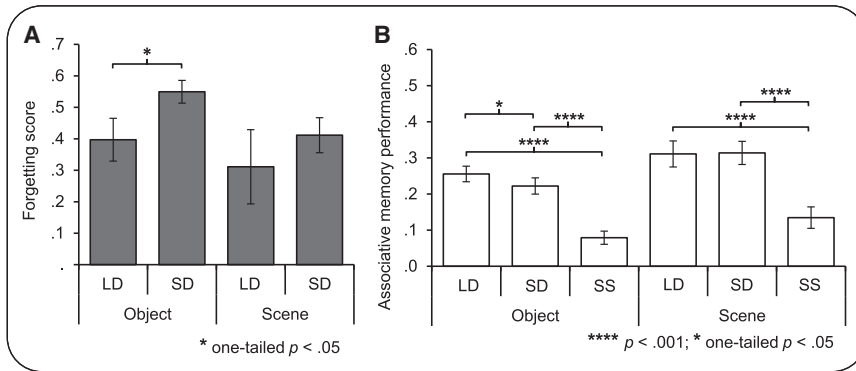 A
Forgetting score
.7
.6
.5
.4
.3
.2
.1
.
*
LD SD LD SD
Object Scene
* one-tailed p < .05
B
Associative memory performance
.6
.5
.4
.3
.2
.1
.0
* **** ****
**** ****
LD SD SS LD SD SS
Object Scene
**** p < .001; * one-tailed p < .05